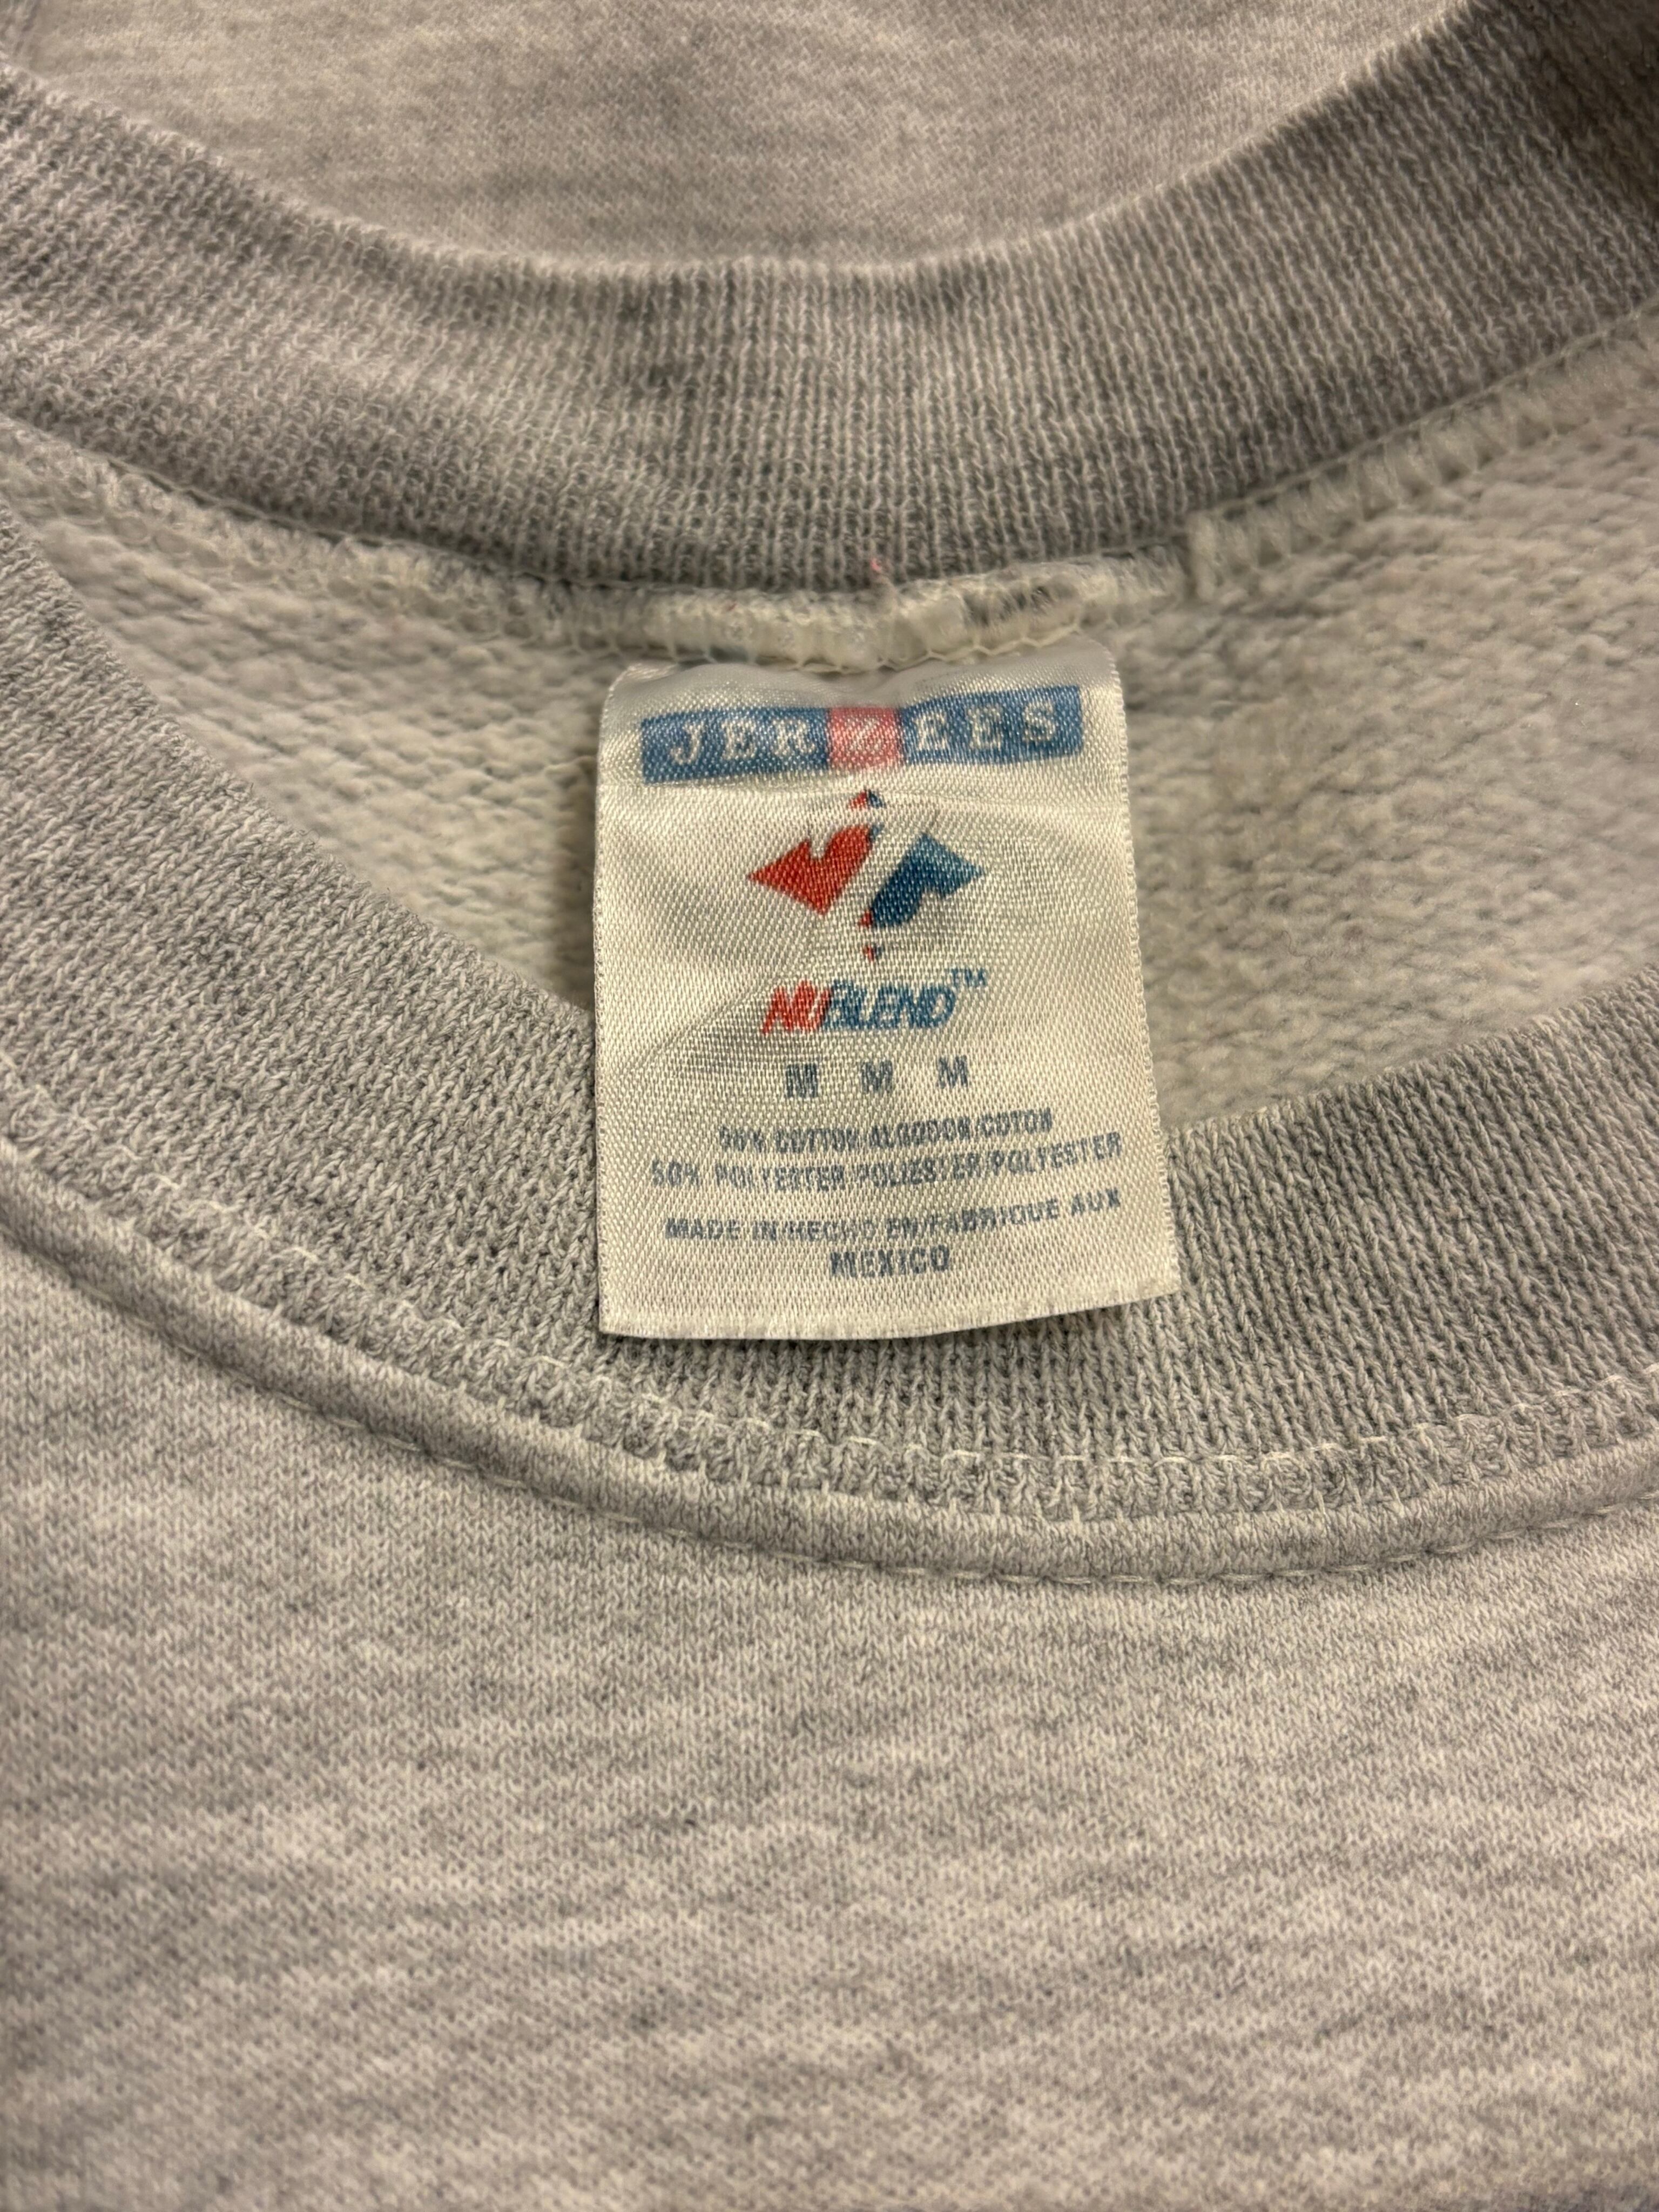 JERZEES
NUBLEND™
M M M
50% COTTON/ALGODON/COTON
50% POLYESTER/POLIESTER/POLYESTER
MADE IN/HECHO EN/FABRIQUE AUX
MEXICO